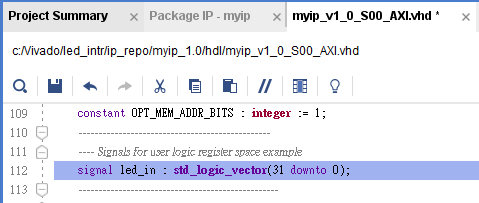 Project Summary × Package IP - myip × myip_v1_0_S00_AXI.vhd * ×
c:/Vivado/led_intr/ip_repo/myip_1.0/hdl/myip_v1_0_S00_AXI.vhd
109 constant OPT_MEM_ADDR_BITS : integer := 1;
110 ------------------------------------------------
111 ---- Signals for user logic register space example
112 signal led_in : std_logic_vector(31 downto 0);
113 --------------------------------------------------